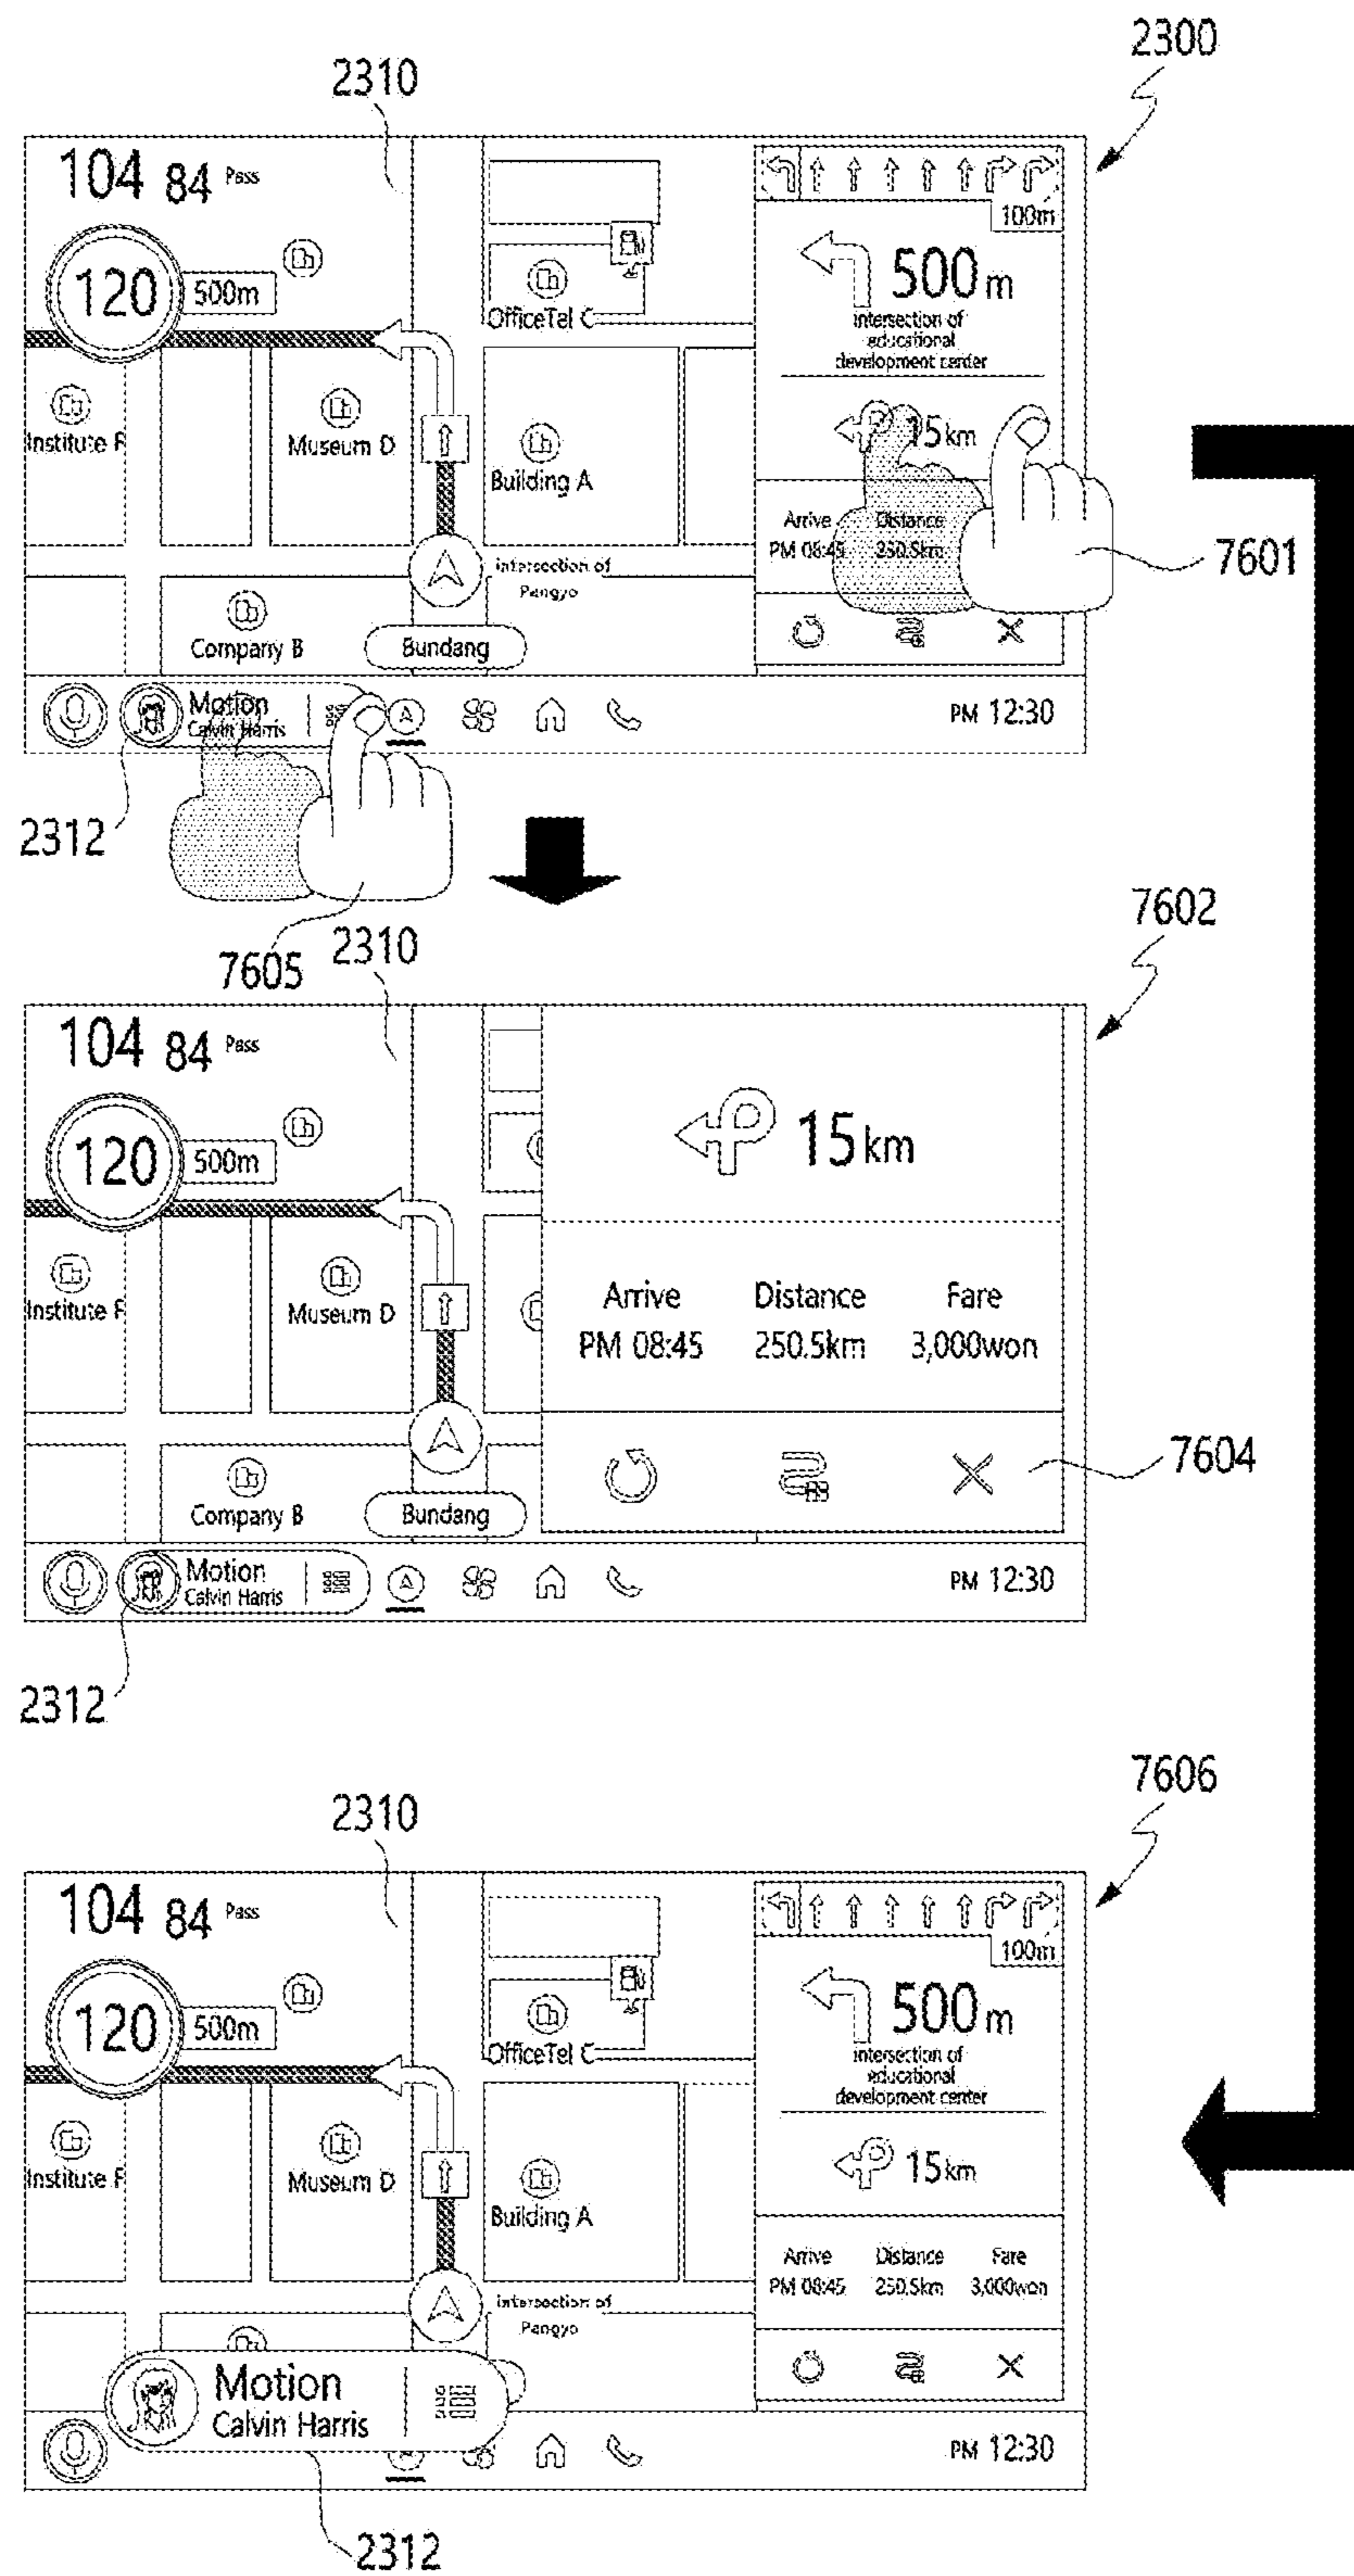 2300
2310
104 84 Pass
120 500m
OfficeTel C
100m
500m
intersection of
educational
development center
Institute F
Museum D
Building A
15km
Arrive Distance
PM 08:45 250.5km
7601
intersection of
Pangyo
Company B
Bundang
Motion
Calvin Harris
PM 12:30
2312
7605
2310
7602
104 84 Pass
120 500m
15km
Institute F
Museum D
Arrive Distance Fare
PM 08:45 250.5km 3,000won
7604
Company B
Bundang
Motion
Calvin Harris
PM 12:30
2312
2310
7606
104 84 Pass
120 500m
OfficeTel C
100m
500m
intersection of
educational
development center
Institute F
Museum D
Building A
15km
Arrive Distance Fare
PM 08:45 250.5km 3,000won
intersection of
Pangyo
Motion
Calvin Harris
PM 12:30
2312